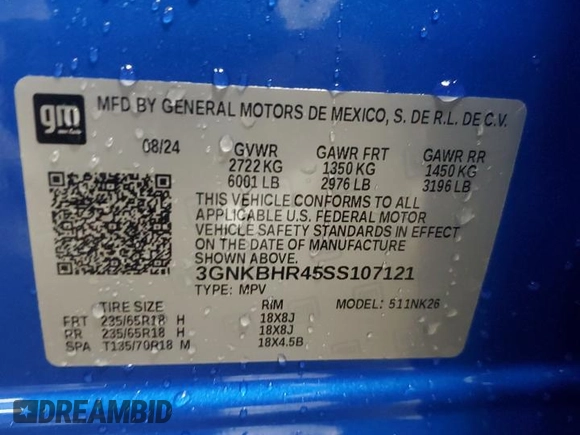 gm
MFD BY GENERAL MOTORS DE MEXICO, S. DE R.L. DE C.V.
08/24 GVWR GAWR FRT GAWR RR
2722 KG 1350 KG 1450 KG
6001 LB 2976 LB 3196 LB
THIS VEHICLE CONFORMS TO ALL
APPLICABLE U.S. FEDERAL MOTOR
VEHICLE SAFETY STANDARDS IN EFFECT
ON THE DATE OF MANUFACTURE
SHOWN ABOVE.
3GNKBHR45SS107121
TYPE: MPV MODEL: 511NK26
TIRE SIZE RIM
FRT 235/65R18 H 18X8J
RR 235/65R18 H 18X8J
SPA T135/70R18 M 18X4.5B
DREAMBID